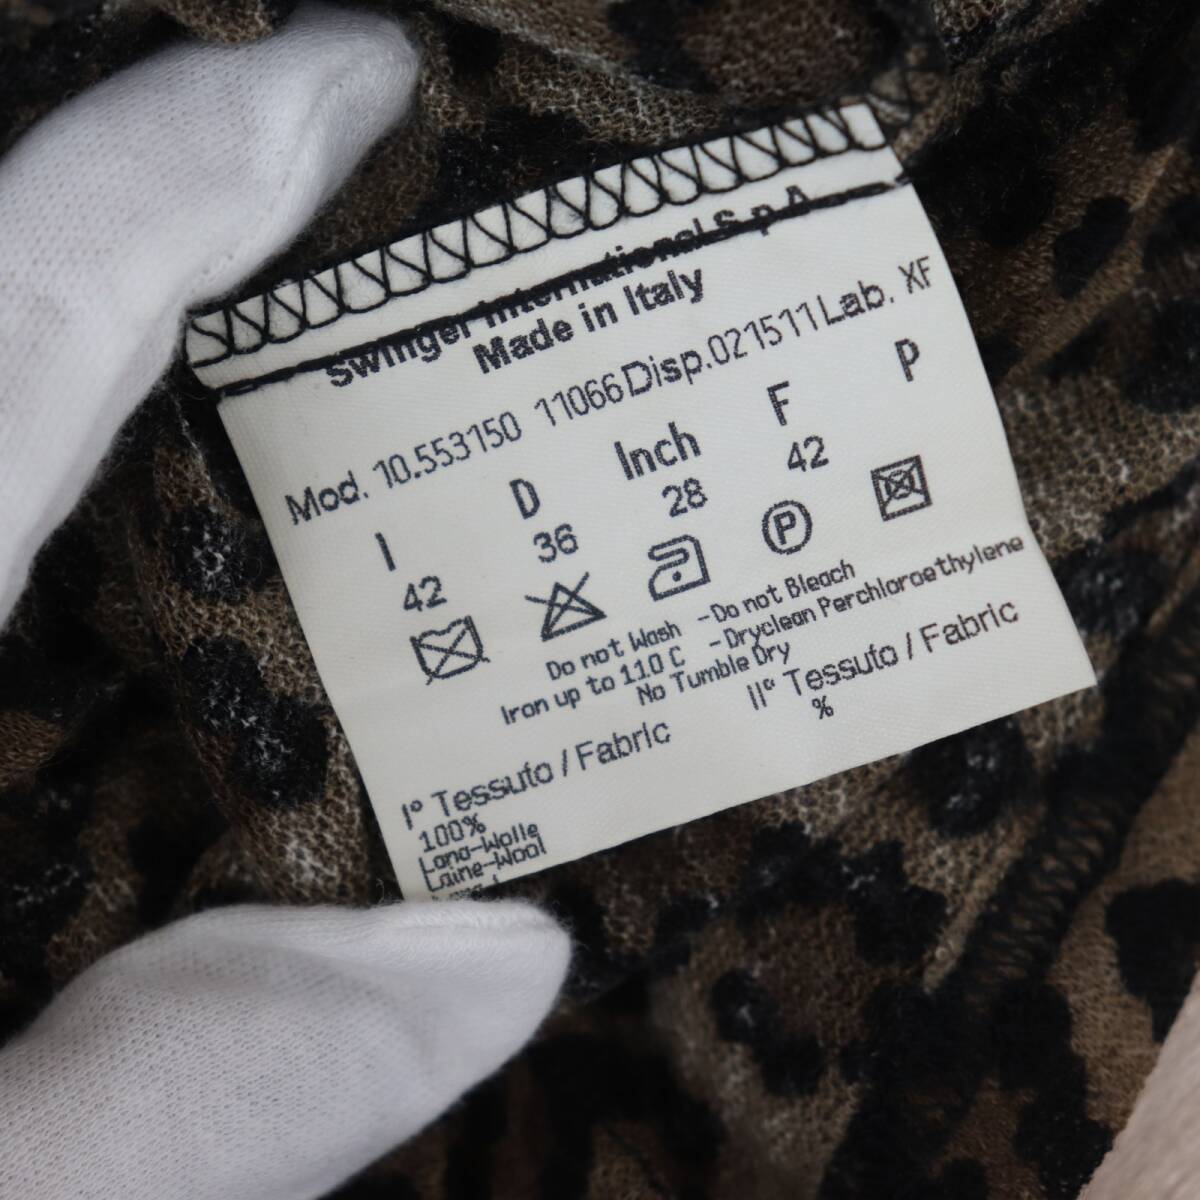 Swinger International S.p.A.
Made in Italy
Mod. 10.553150 11066 Disp.021511 Lab. XF
I D Inch F P
42 36 28 42
P
Do not Wash -Do not Bleach
Iron up to 110 C -Dryclean Perchloroethylene
No Tumble Dry
I° Tessuto / Fabric II° Tessuto / Fabric
100% %
Lana-Wolle
Laine-Wool